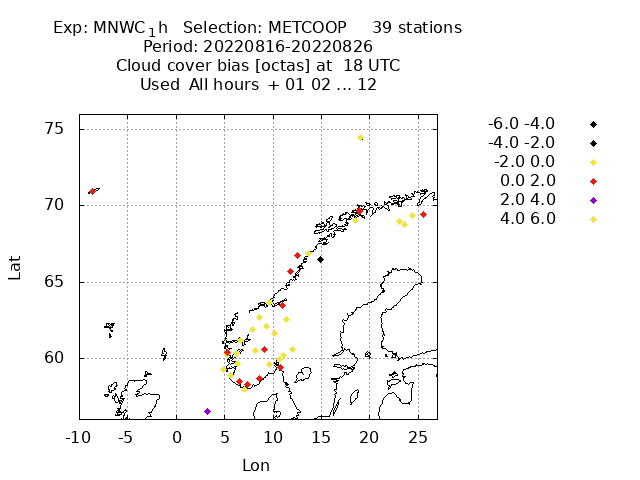 Exp: MNWC_1h Selection: METCOOP 39 stations
Period: 20220816-20220826
Cloud cover bias [octas] at 18 UTC
Used All hours + 01 02 ... 12
-6.0 -4.0
-4.0 -2.0
-2.0 0.0
0.0 2.0
2.0 4.0
4.0 6.0
75
70
65
60
Lat
-10 -5 0 5 10 15 20 25
Lon